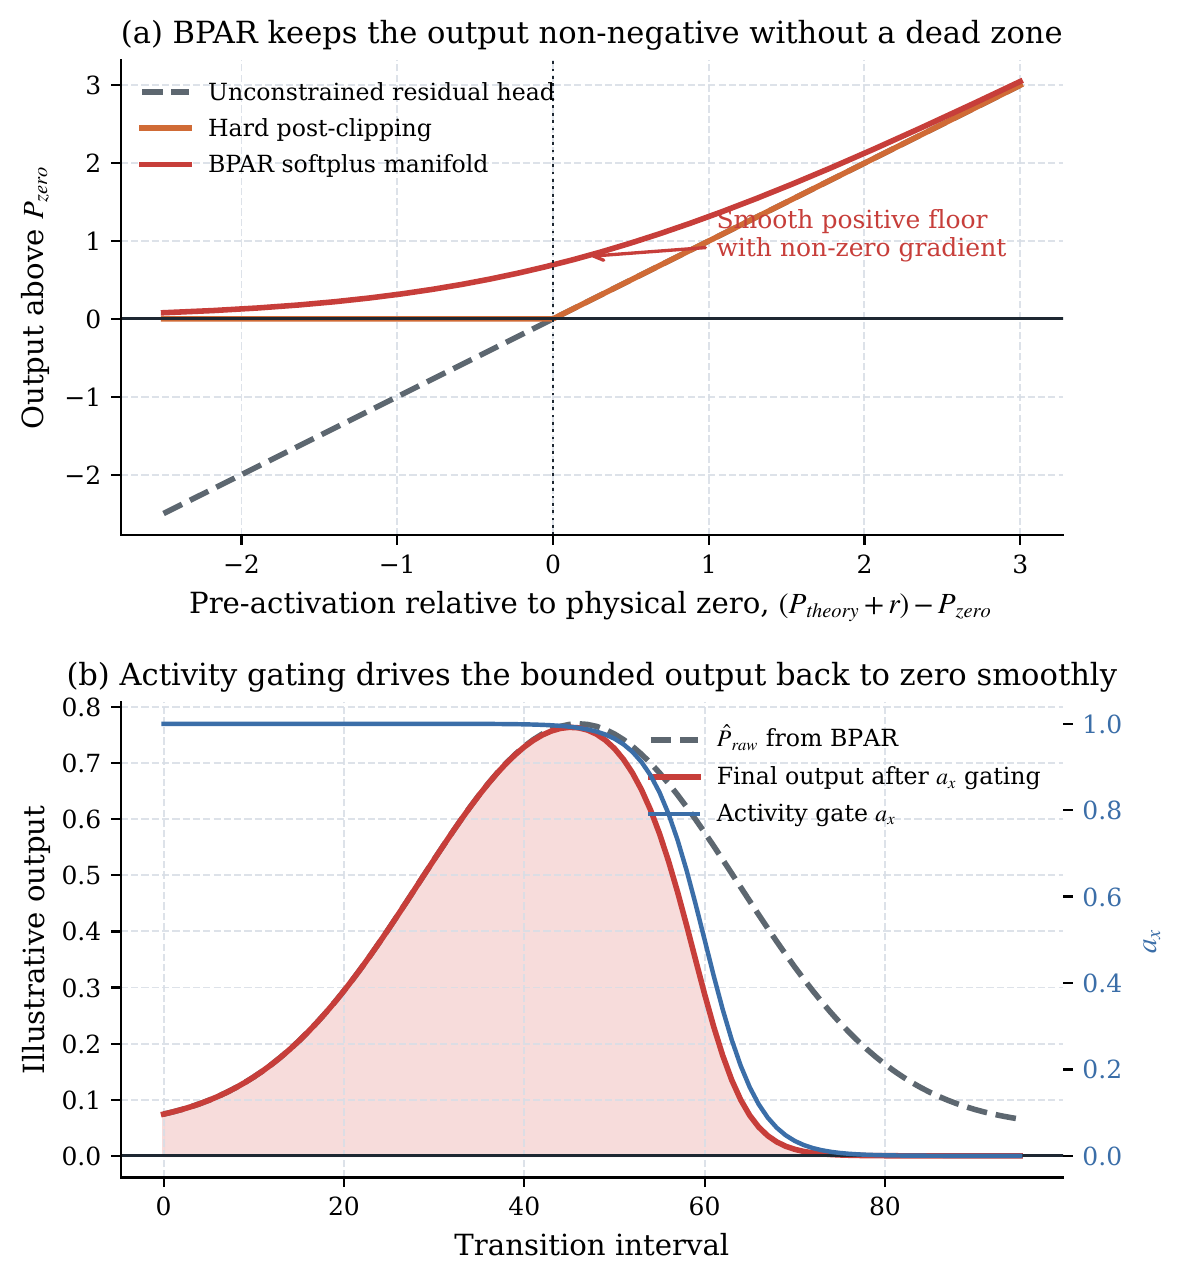 (a) BPAR keeps the output non-negative without a dead zone
Unconstrained residual head
Hard post-clipping
BPAR softplus manifold
Smooth positive floor
with non-zero gradient
3
2
1
0
−1
−2
Output above P_zero
−2 −1 0 1 2 3
Pre-activation relative to physical zero, (P_theory + r) − P_zero
(b) Activity gating drives the bounded output back to zero smoothly
P̂_raw from BPAR
Final output after a_x gating
Activity gate a_x
0.8
0.7
0.6
0.5
0.4
0.3
0.2
0.1
0.0
Illustrative output
1.0
0.8
0.6
0.4
0.2
0.0
a_x
0 20 40 60 80
Transition interval